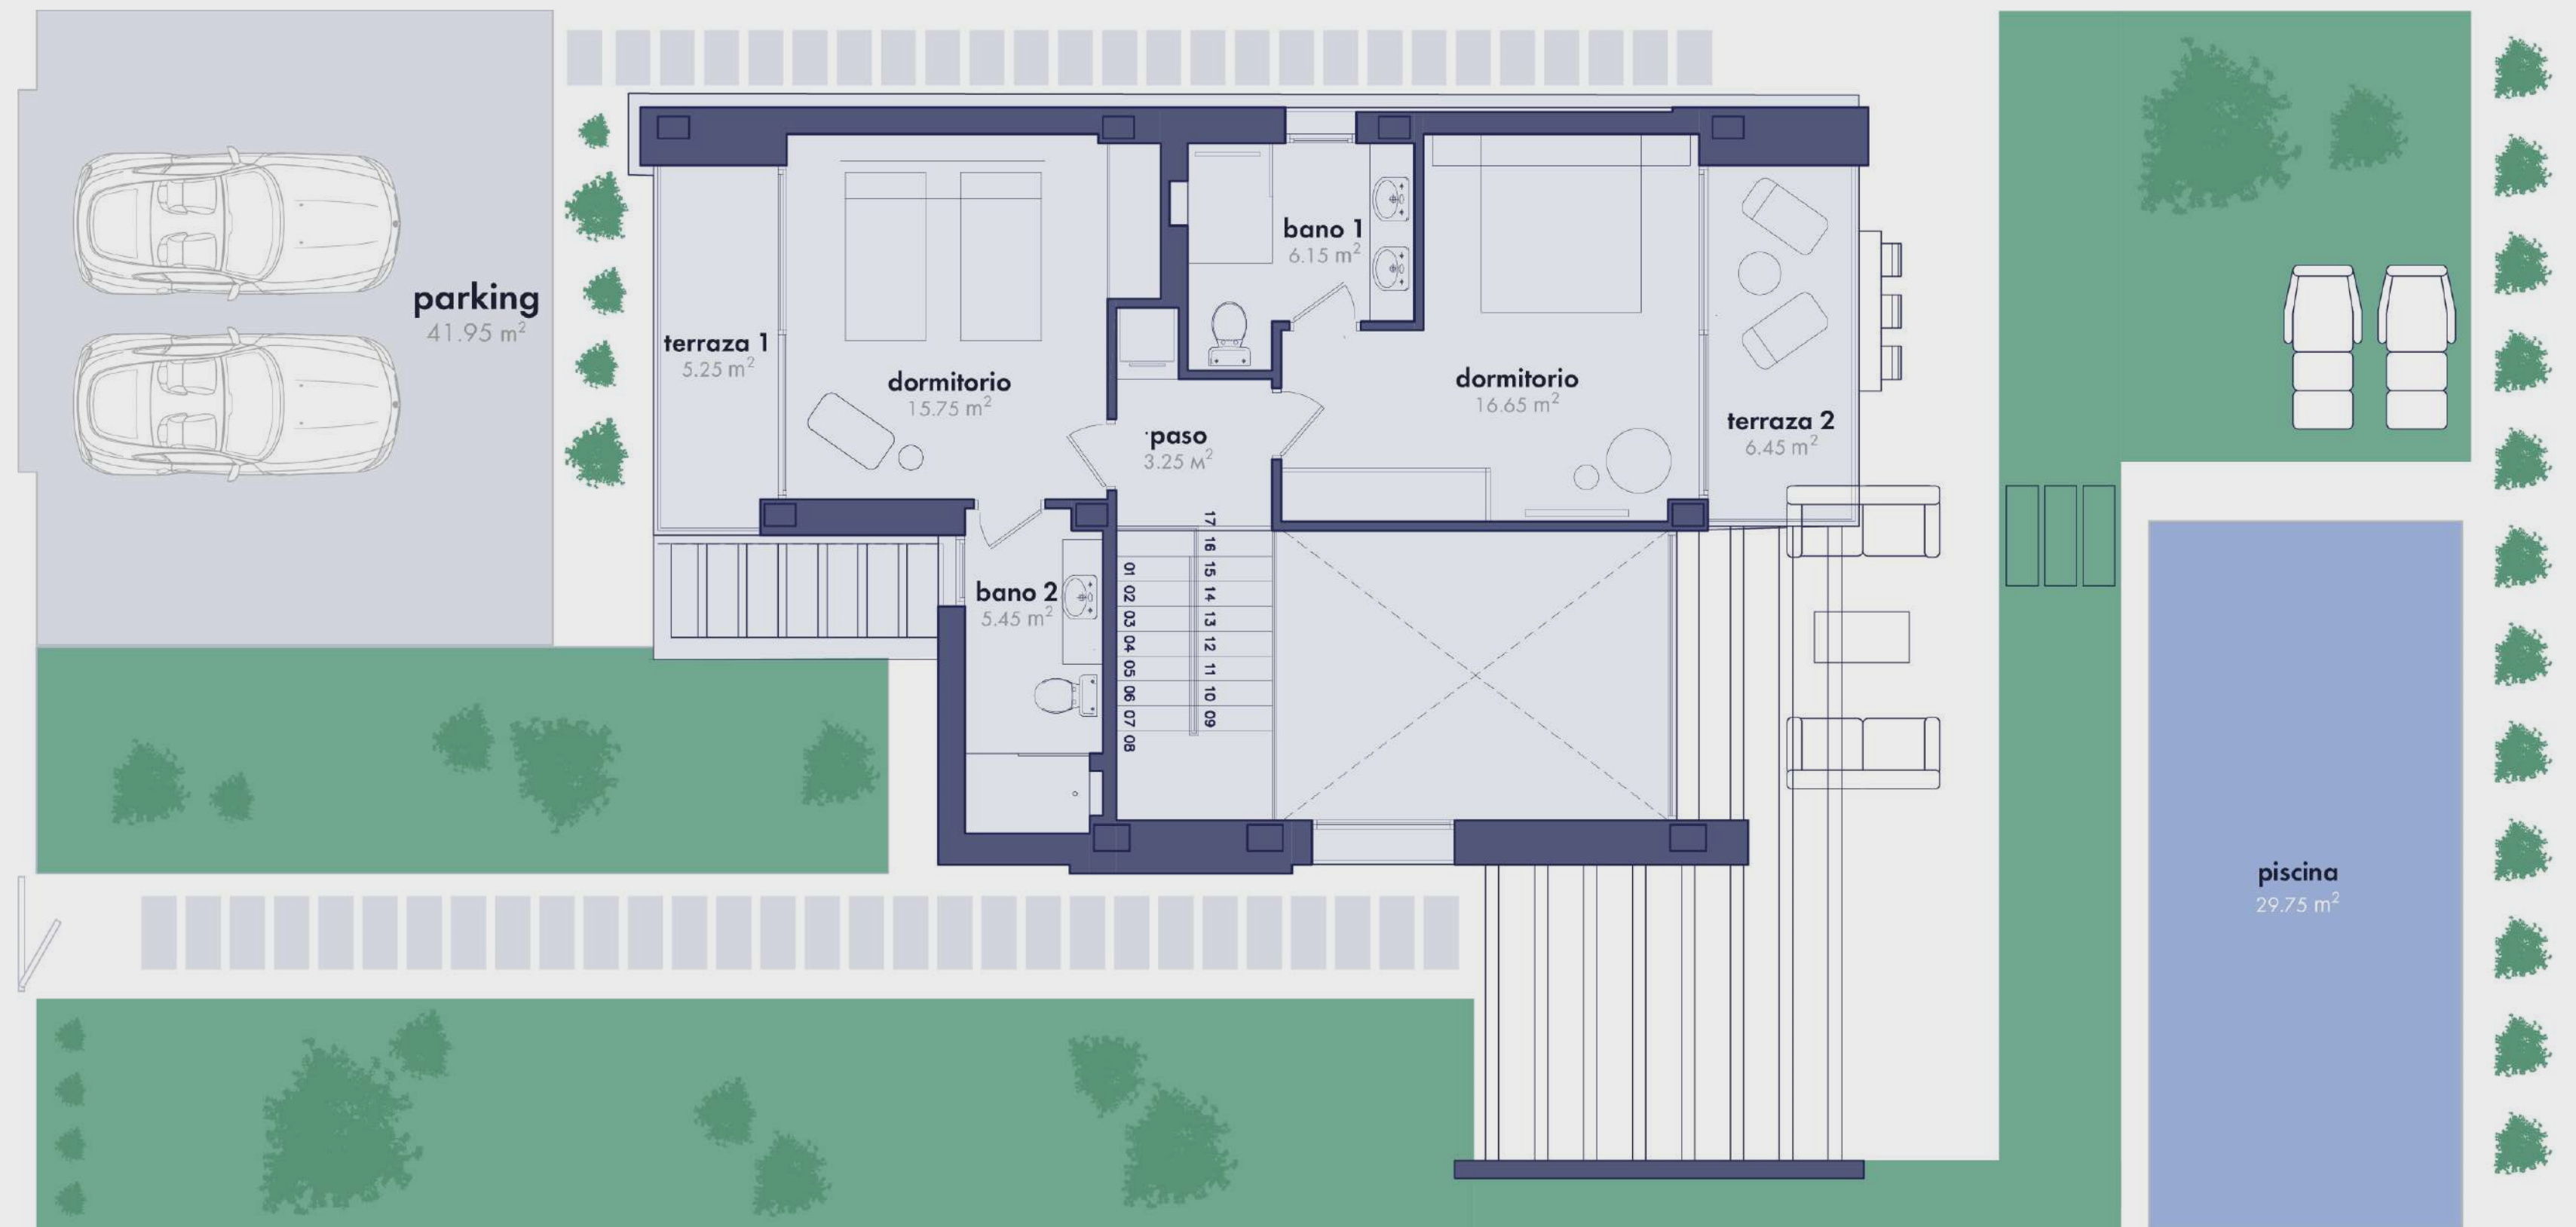 parking
41.95 m²
terraza 1
5.25 m²
dormitorio
15.75 m²
bano 1
6.15 m²
dormitorio
16.65 m²
terraza 2
6.45 m²
paso
3.25 м²
bano 2
5.45 m²
17
16
15
14
13
12
11
10
09
01
02
03
04
05
06
07
08
piscina
29.75 m²